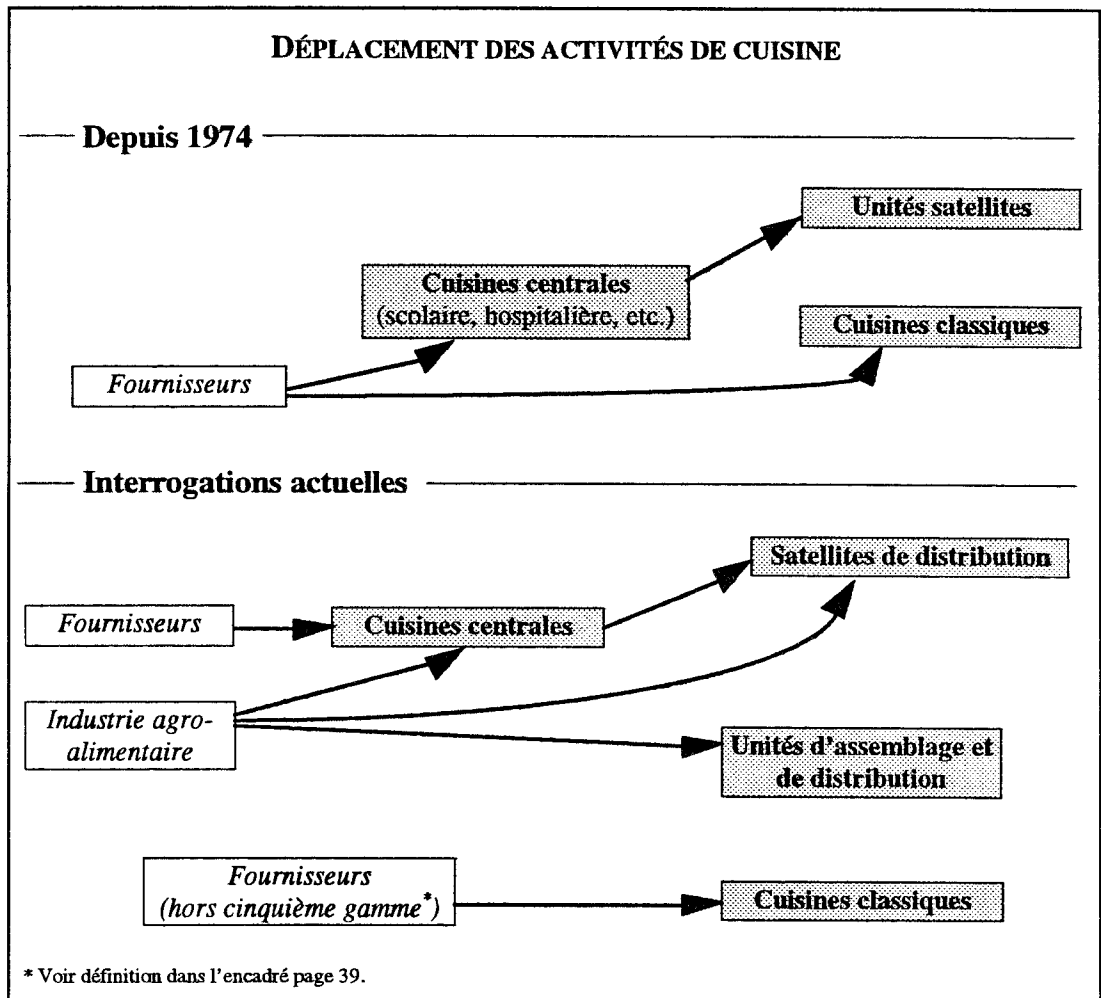 DÉPLACEMENT DES ACTIVITÉS DE CUISINE
Depuis 1974
Unités satellites
Cuisines centrales
(scolaire, hospitalière, etc.)
Cuisines classiques
Fournisseurs
Interrogations actuelles
Satellites de distribution
Fournisseurs
Cuisines centrales
Industrie agro-
alimentaire
Unités d'assemblage et
de distribution
Fournisseurs
(hors cinquième gamme*)
Cuisines classiques
* Voir définition dans l'encadré page 39.